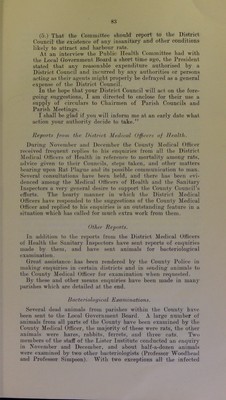 83
(5.) That the Committee should report to the District
Council the existence of any insanitary and other conditions
likely to attract and harbour rats.
At an interview the Public Health Committee had with
the Local Government Board a short time ago, the President
stated that any reasonable expenditure authorised by a
District Council and incurred by any authorities or persons
acting as their agents might properly be defrayed as a general
expense of the District Council.
In the hope that your District Council will act on the fore-
going suggestions, I am directed to enclose for their use a
supply of circulars to Chairmen of Parish Councils and
Parish Meetings.
I shall be glad if you will inform me at an early date what
action your authority decide to take."
Reports from the District Medical Officers of Health.
During November and December the County Medical Officer
received frequent replies to his enquiries from all the District
Medical Officers of Health in reference to mortality among rats,
advice given to their Councils, steps taken, and other matters
bearing upon Rat Plague and its possible communication to man.
Several consultations have been held, and there has been evi-
denced among the Medical Officers of Health and the Sanitary
Inspectors a very general desire to support the County Council's
efforts. The hearty manner in which the District Medical
Officers have responded to the suggestions of the County Medical
Officer and replied to his enquiries is an outstanding feature in a
situation which has called for much extra work from them.
Other Reports.
In addition to the reports from the District Medical Officers
of Health the Sanitary Inspectors have sent reports of enquiries
made by them, and have sent animals for bacteriological
examination.
Great assistance has been rendered by the County Police in
making enquiries in certain districts and in sending animals to
the County Medical Officer for examination when requested.
By these and other means enquiries have been made in many
parishes which are detailed at the end.
Bacteriological Examinations.
Several dead animals from parishes within the County have
been sent to the Local Government Board. A large number of
animals from all parts of the County have been examined by the
County Medical Officer, the majority of these were rats, the other
animals were hares, rabbits, ferrets, and three cats. Two
members of the staff of the Lister Institute conducted an enquiry
in November and December, and about half-a-dozen animals
were examined by two other bacteriologists (Professor Woodhead
and Professor Simpson). With two exceptions all the infected